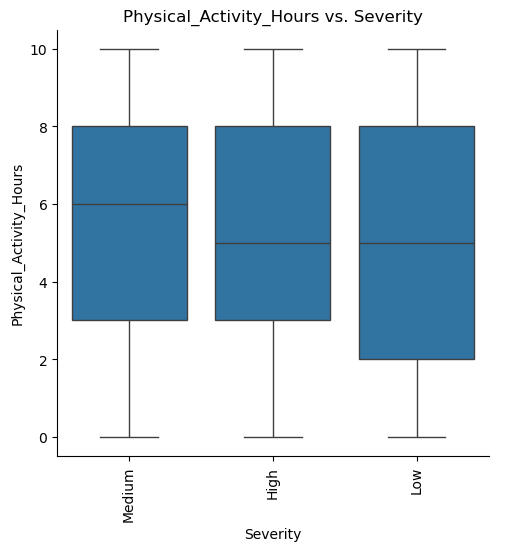 Physical_Activity_Hours vs. Severity
Physical_Activity_Hours
10
8
6
4
2
0
Medium
High
Low
Severity